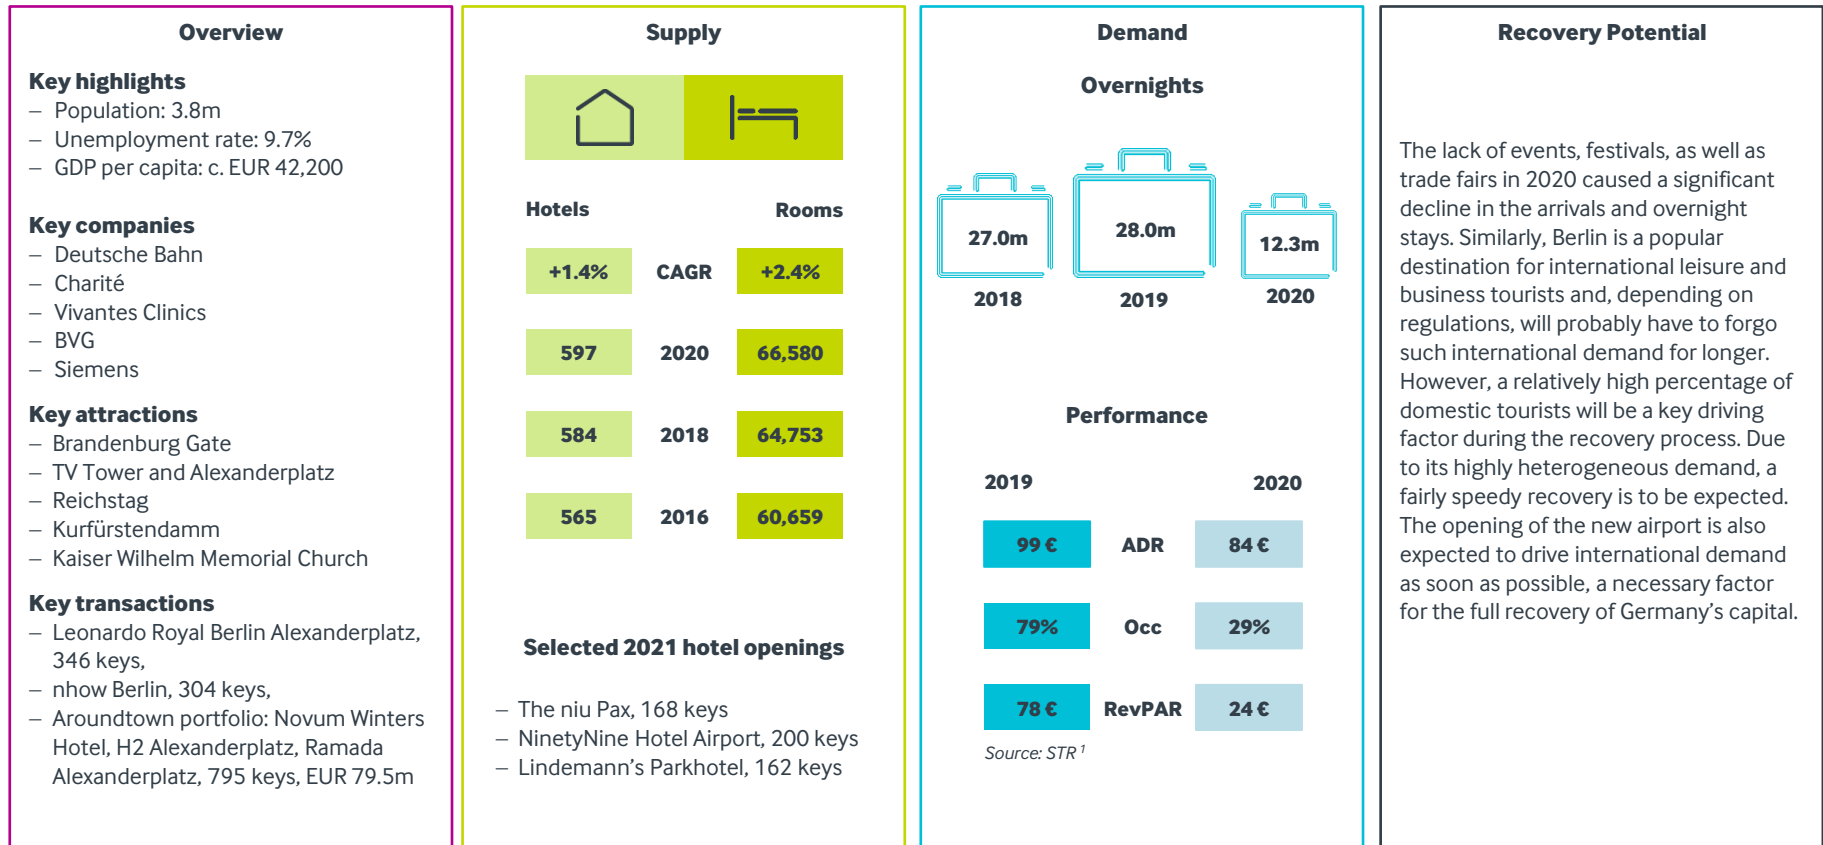 Overview
Key highlights
– Population: 3.8m
– Unemployment rate: 9.7%
– GDP per capita: c. EUR 42,200
Key companies
– Deutsche Bahn
– Charité
– Vivantes Clinics
– BVG
– Siemens
Key attractions
– Brandenburg Gate
– TV Tower and Alexanderplatz
– Reichstag
– Kurfürstendamm
– Kaiser Wilhelm Memorial Church
Key transactions
– Leonardo Royal Berlin Alexanderplatz,
346 keys,
– nhow Berlin, 304 keys,
– Aroundtown portfolio: Novum Winters
Hotel, H2 Alexanderplatz, Ramada
Alexanderplatz, 795 keys, EUR 79.5m
Supply
Hotels Rooms
+1.4% CAGR +2.4%
597 2020 66,580
584 2018 64,753
565 2016 60,659
Selected 2021 hotel openings
– The niu Pax, 168 keys
– NinetyNine Hotel Airport, 200 keys
– Lindemann’s Parkhotel, 162 keys
Demand
Overnights
27.0m 28.0m 12.3m
2018 2019 2020
Performance
2019 2020
99 € ADR 84 €
79% Occ 29%
78 € RevPAR 24 €
Source: STR ¹
Recovery Potential
The lack of events, festivals, as well as
trade fairs in 2020 caused a significant
decline in the arrivals and overnight
stays. Similarly, Berlin is a popular
destination for international leisure and
business tourists and, depending on
regulations, will probably have to forgo
such international demand for longer.
However, a relatively high percentage of
domestic tourists will be a key driving
factor during the recovery process. Due
to its highly heterogeneous demand, a
fairly speedy recovery is to be expected.
The opening of the new airport is also
expected to drive international demand
as soon as possible, a necessary factor
for the full recovery of Germany’s capital.